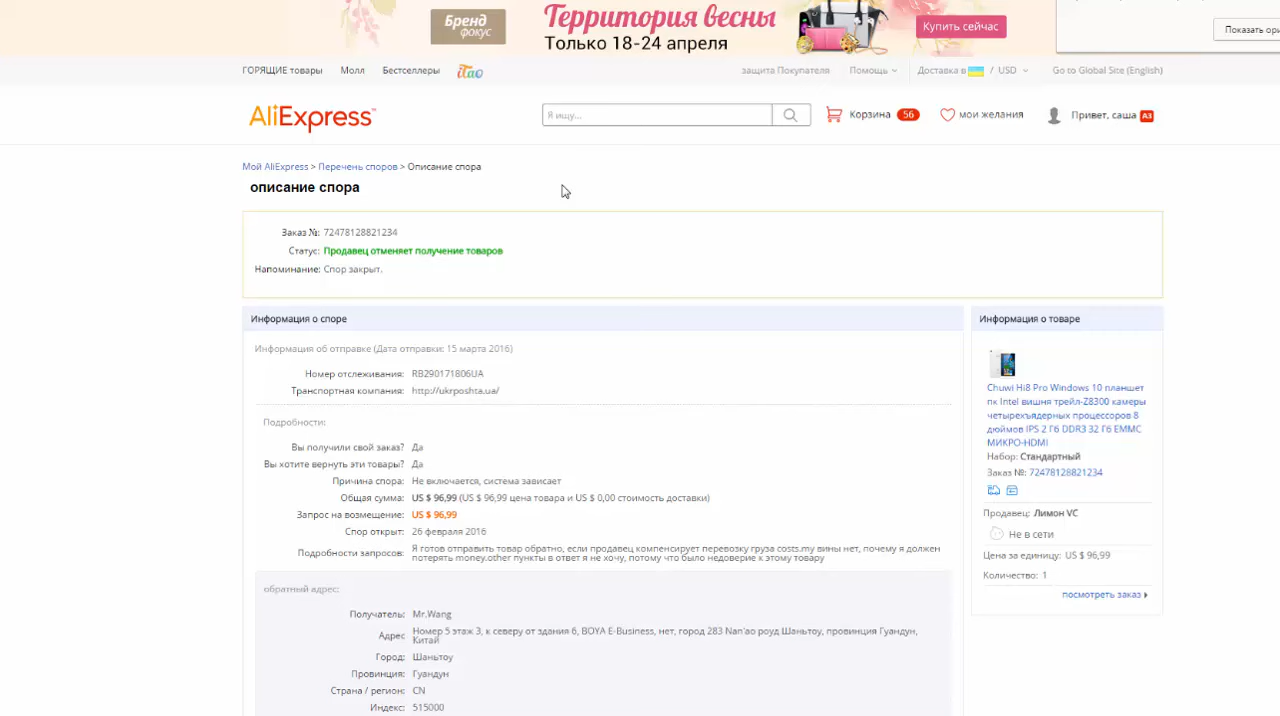 Бренд фокус
Территория весны
Только 18-24 апреля
Купить сейчас
ГОРЯЩИЕ товары Молл Бестселлеры iTao защита Покупателя Помощь Доставка в / USD Go to Global Site (English)
AliExpress™ Я ищу... Корзина 56 мои желания Привет, саша A3
Мой AliExpress > Перечень споров > Описание спора
описание спора
Заказ №: 72478128821234
Статус: Продавец отменяет получение товаров
Напоминание: Спор закрыт.
Информация о споре
Информация об отправке (Дата отправки: 15 марта 2016)
Номер отслеживания: RB290171806UA
Транспортная компания: http://ukrposhta.ua/
Подробности:
Вы получили свой заказ? Да
Вы хотите вернуть эти товары? Да
Причина спора: Не включается, система зависает
Общая сумма: US $ 96,99 (US $ 96,99 цена товара и US $ 0,00 стоимость доставки)
Запрос на возмещение: US $ 96,99
Спор открыт: 26 февраля 2016
Подробности запросов: Я готов отправить товар обратно, если продавец компенсирует перевозку груза costs.my вины нет, почему я должен
потерять money.other пункты в ответ я не хочу, потому что было недоверие к этому товару
обратный адрес:
Получатель: Mr.Wang
Адрес Номер 5 этаж 3, к северу от здания 6, BOYA E-Business, нет, город 283 Nan'ao роуд Шаньтоу, провинция Гуандун,
Китай
Город: Шаньтоу
Провинция: Гуандун
Страна / регион: CN
Индекс: 515000
Информация о товаре
Chuwi Hi8 Pro Windows 10 планшет
пк Intel вишня трейл-Z8300 камеры
четырехъядерных процессоров 8
дюймов IPS 2 Гб DDR3 32 Гб EMMC
МИКРО-HDMI
Набор: Стандартный
Заказ №: 72478128821234
Продавец: Лимон VC
Не в сети
Цена за единицу: US $ 96,99
Количество: 1
посмотреть заказ